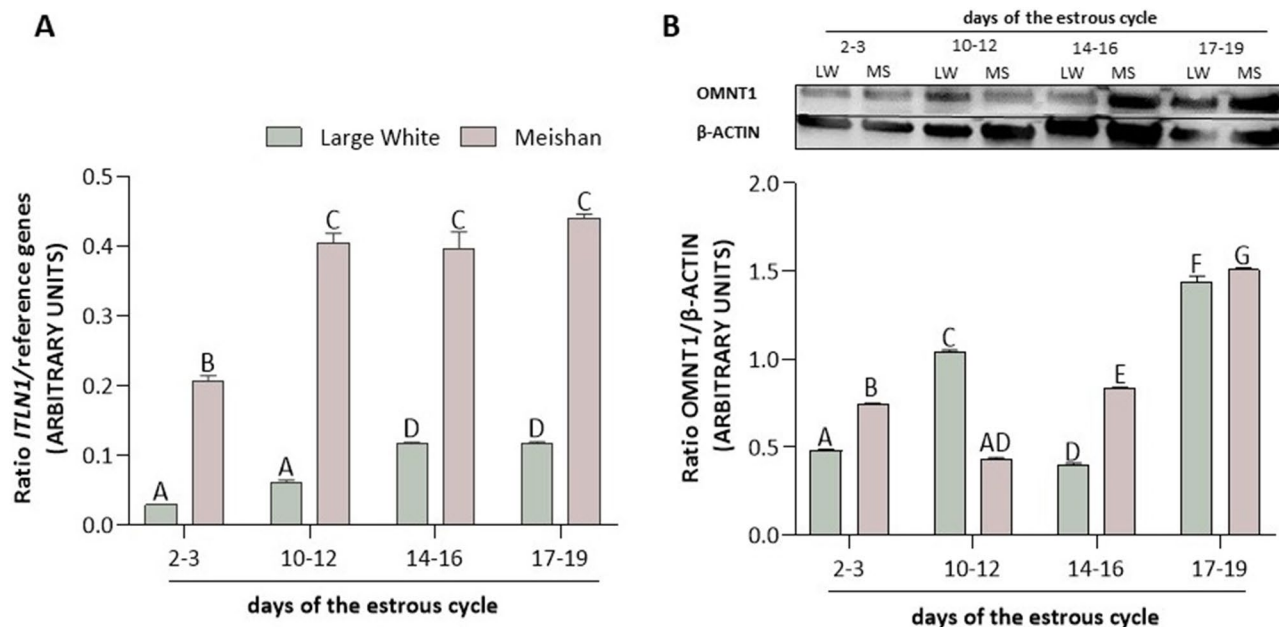 A
Large White
Meishan
Ratio ITLN1/reference genes
(ARBITRARY UNITS)
0.5
0.4
0.3
0.2
0.1
0.0
A
B
A
C
D
C
D
C
2-3
10-12
14-16
17-19
days of the estrous cycle
B
days of the estrous cycle
2-3
10-12
14-16
17-19
LW MS LW MS LW MS LW MS
OMNT1
β-ACTIN
Ratio OMNT1/β-ACTIN
(ARBITRARY UNITS)
2.0
1.5
1.0
0.5
0.0
A
B
C
AD
D
E
F
G
2-3
10-12
14-16
17-19
days of the estrous cycle